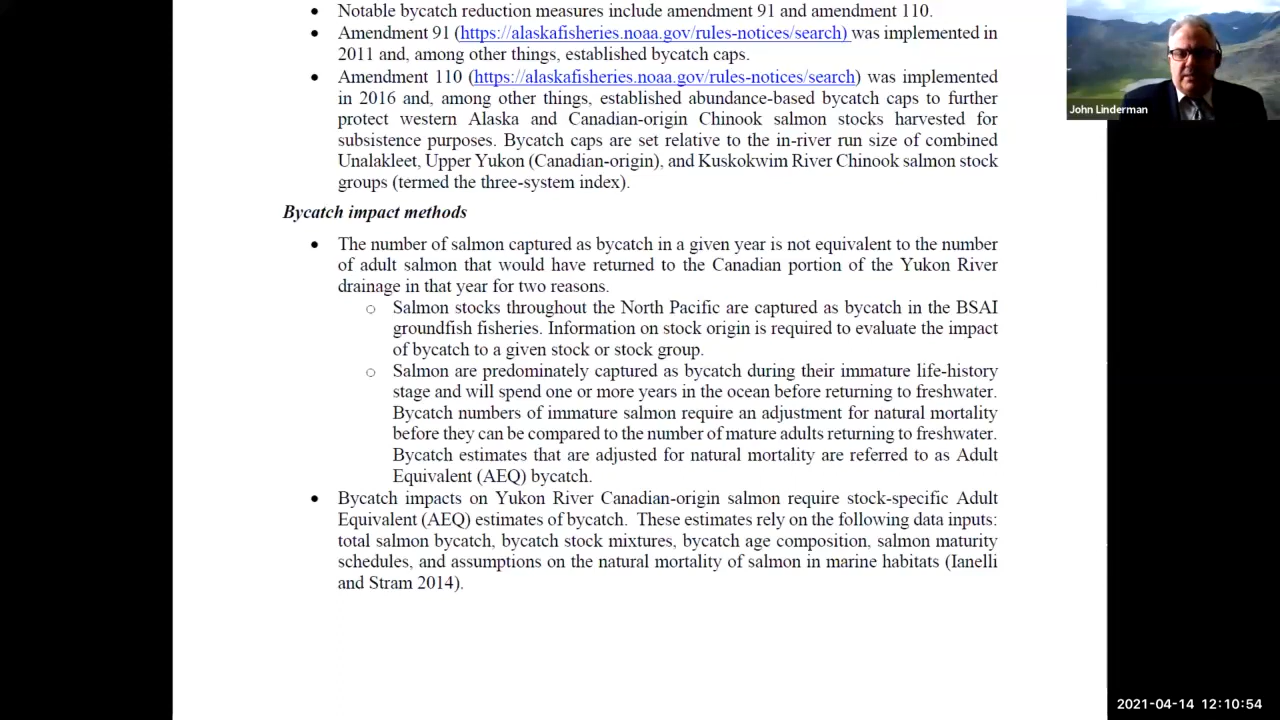 • Notable bycatch reduction measures include amendment 91 and amendment 110.
• Amendment 91 (https://alaskafisheries.noaa.gov/rules-notices/search) was implemented in
2011 and, among other things, established bycatch caps.
• Amendment 110 (https://alaskafisheries.noaa.gov/rules-notices/search) was implemented
in 2016 and, among other things, established abundance-based bycatch caps to further
protect western Alaska and Canadian-origin Chinook salmon stocks harvested for
subsistence purposes. Bycatch caps are set relative to the in-river run size of combined
Unalakleet, Upper Yukon (Canadian-origin), and Kuskokwim River Chinook salmon stock
groups (termed the three-system index).
Bycatch impact methods
• The number of salmon captured as bycatch in a given year is not equivalent to the number
of adult salmon that would have returned to the Canadian portion of the Yukon River
drainage in that year for two reasons.
○ Salmon stocks throughout the North Pacific are captured as bycatch in the BSAI
groundfish fisheries. Information on stock origin is required to evaluate the impact
of bycatch to a given stock or stock group.
○ Salmon are predominately captured as bycatch during their immature life-history
stage and will spend one or more years in the ocean before returning to freshwater.
Bycatch numbers of immature salmon require an adjustment for natural mortality
before they can be compared to the number of mature adults returning to freshwater.
Bycatch estimates that are adjusted for natural mortality are referred to as Adult
Equivalent (AEQ) bycatch.
• Bycatch impacts on Yukon River Canadian-origin salmon require stock-specific Adult
Equivalent (AEQ) estimates of bycatch. These estimates rely on the following data inputs:
total salmon bycatch, bycatch stock mixtures, bycatch age composition, salmon maturity
schedules, and assumptions on the natural mortality of salmon in marine habitats (Ianelli
and Stram 2014).
John Linderman
2021-04-14 12:10:54